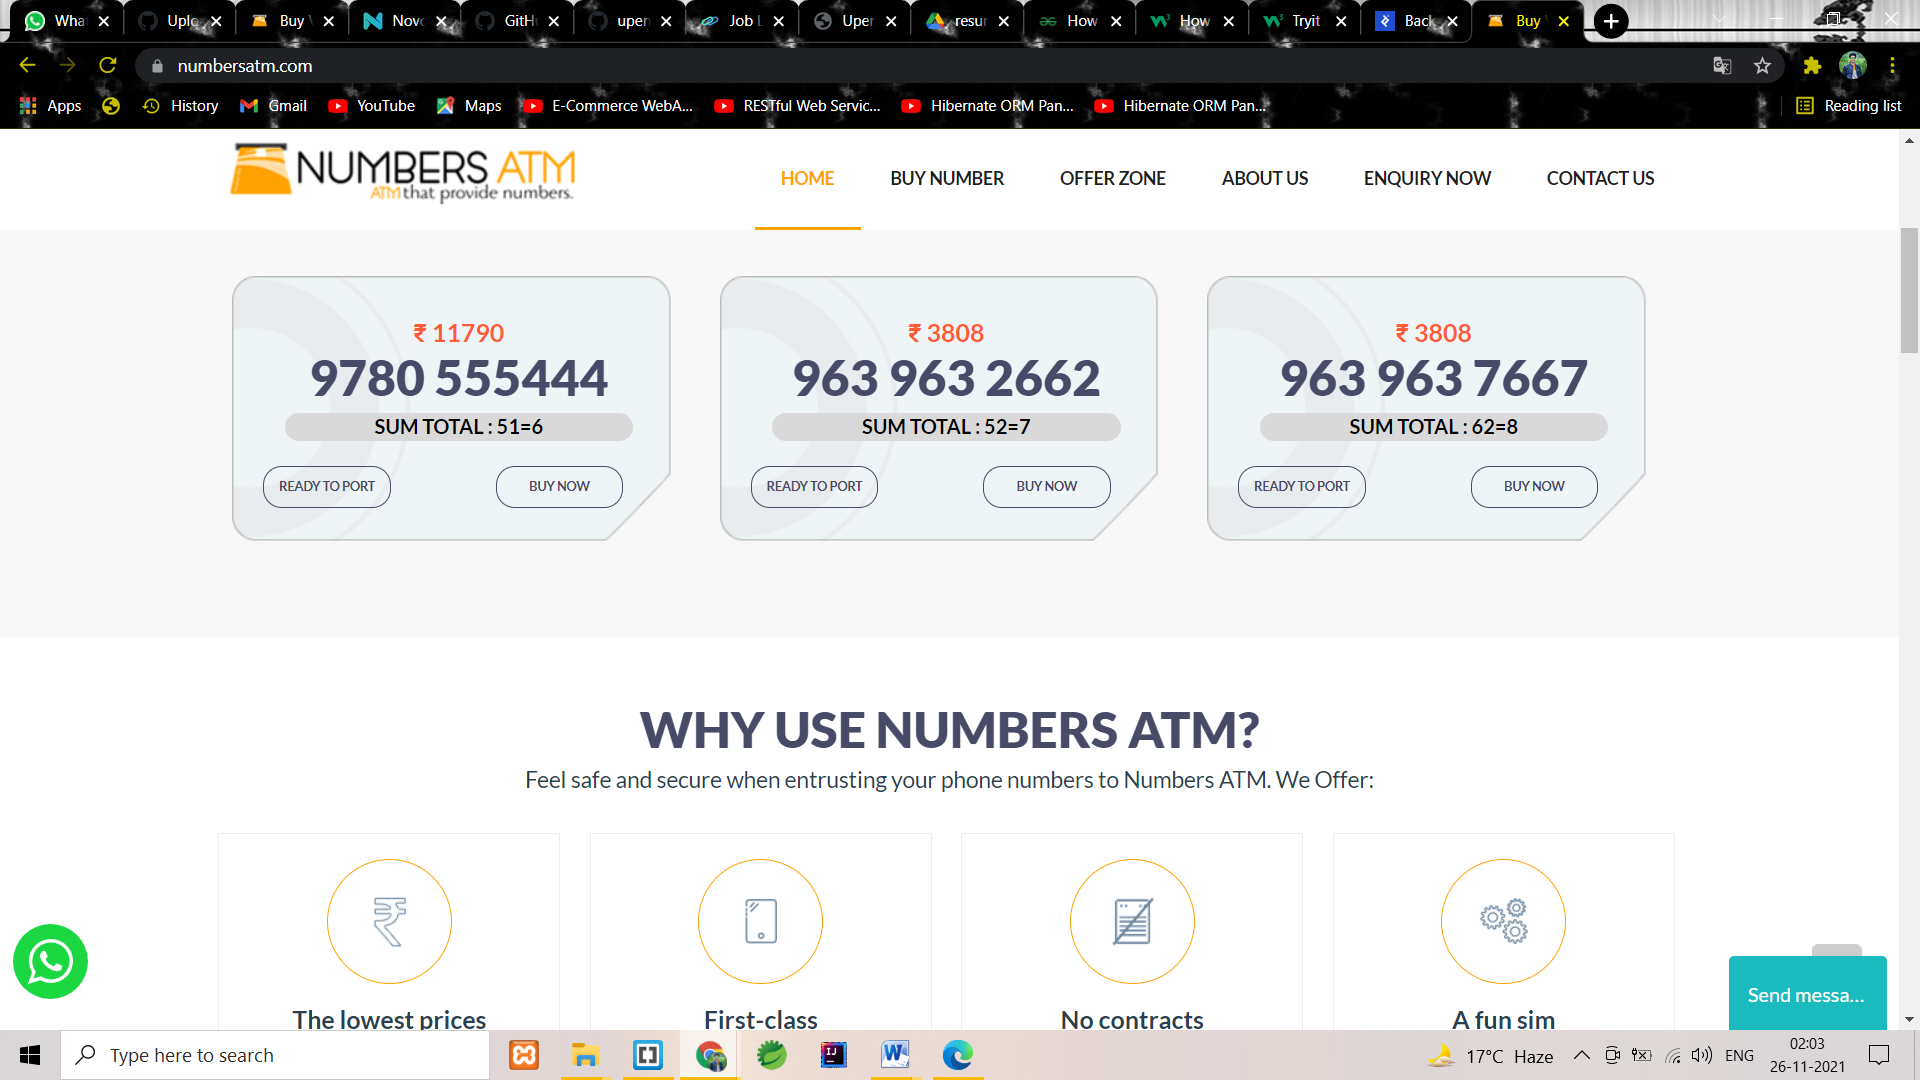 What
Uplo
Buy
Nov
GitH
uper
Job L
Uper
resur
How
How
Tryit
Back
Buy
numbersatm.com
Apps
History
Gmail
YouTube
Maps
E-Commerce WebA...
RESTful Web Servic...
Hibernate ORM Pan...
Hibernate ORM Pan...
Reading list
NUMBERS ATM
ATM that provide numbers.
HOME
BUY NUMBER
OFFER ZONE
ABOUT US
ENQUIRY NOW
CONTACT US
₹ 11790
9780 555444
SUM TOTAL : 51=6
READY TO PORT
BUY NOW
₹ 3808
963 963 2662
SUM TOTAL : 52=7
READY TO PORT
BUY NOW
₹ 3808
963 963 7667
SUM TOTAL : 62=8
READY TO PORT
BUY NOW
WHY USE NUMBERS ATM?
Feel safe and secure when entrusting your phone numbers to Numbers ATM. We Offer:
The lowest prices
First-class
No contracts
A fun sim
Send messa...
Type here to search
17°C Haze
ENG
02:03
26-11-2021